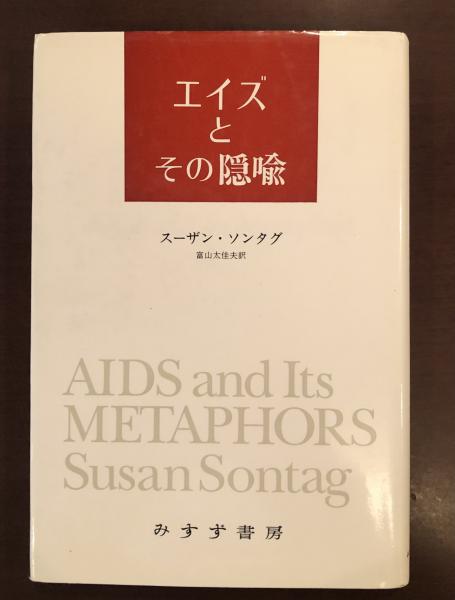 エイズ
と
その隠喩
スーザン・ソンタグ
富山太佳夫訳
AIDS and Its
METAPHORS
Susan Sontag
みすず書房